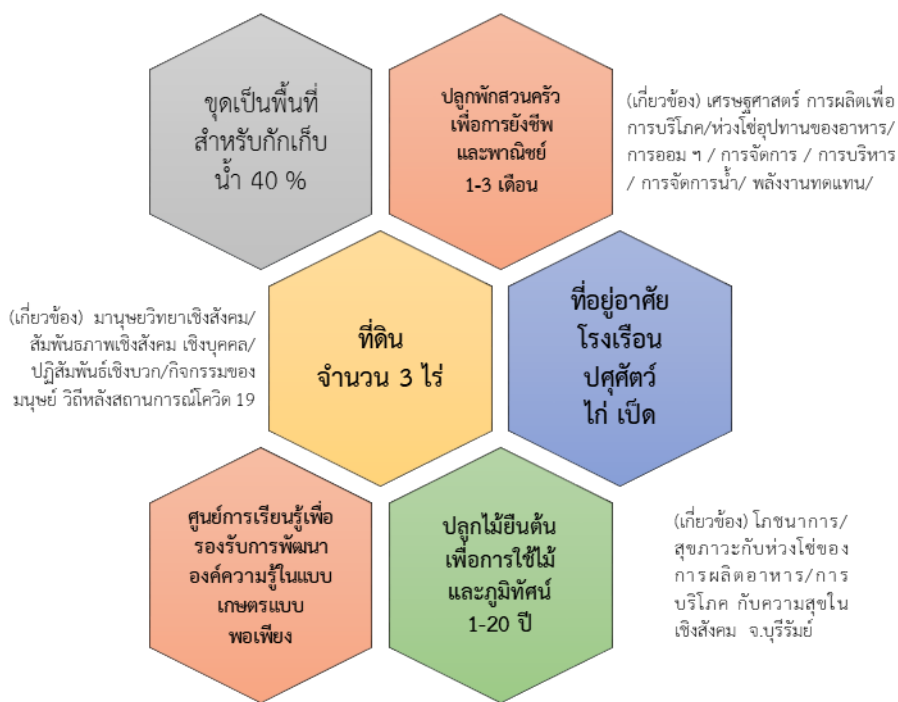 ขุดเป็นพื้นที่
สำหรับกักเก็บ
น้ำ 40 %
ปลูกพักสวนครัว
เพื่อการยังชีพ
และพาณิชย์
1-3 เดือน
(เกี่ยวข้อง) เศรษฐศาสตร์ การผลิตเพื่อ
การบริโภค/ห่วงโซ่อุปทานของอาหาร/
การออม ฯ / การจัดการ / การบริหาร
/ การจัดการน้ำ/ พลังงานทดแทน/
(เกี่ยวข้อง) มานุษยวิทยาเชิงสังคม/
สัมพันธภาพเชิงสังคม เชิงบุคคล/
ปฏิสัมพันธ์เชิงบวก/กิจกรรมของ
มนุษย์ วิถีหลังสถานการณ์โควิด 19
ที่ดิน
จำนวน 3 ไร่
ที่อยู่อาศัย
โรงเรือน
ปศุศัตว์
ไก่ เป็ด
ศูนย์การเรียนรู้เพื่อ
รองรับการพัฒนา
องค์ความรู้ในแบบ
เกษตรแบบ
พอเพียง
ปลูกไม้ยืนต้น
เพื่อการใช้ไม้
และภูมิทัศน์
1-20 ปี
(เกี่ยวข้อง) โภชนาการ/
สุขภาวะกับห่วงโซ่ของ
การผลิตอาหาร/การ
บริโภค กับความสุขใน
เชิงสังคม จ.บุรีรัมย์